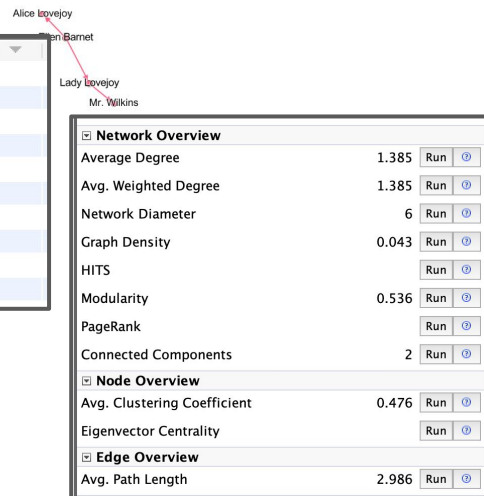 Alice Lovejoy
Ellen Barnet
Lady Lovejoy
Mr. Wilkins
Network Overview
Average Degree 1.385 Run
Avg. Weighted Degree 1.385 Run
Network Diameter 6 Run
Graph Density 0.043 Run
HITS Run
Modularity 0.536 Run
PageRank Run
Connected Components 2 Run
Node Overview
Avg. Clustering Coefficient 0.476 Run
Eigenvector Centrality Run
Edge Overview
Avg. Path Length 2.986 Run